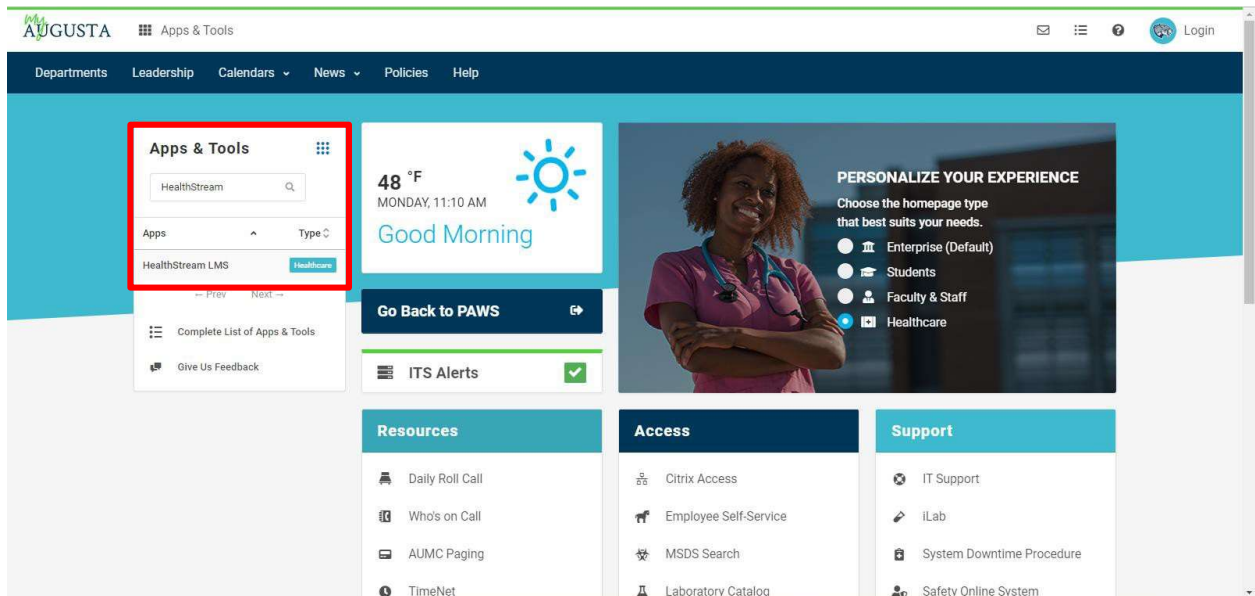 My
AUGUSTA
Apps & Tools
Login
Departments Leadership Calendars News Policies Help
Apps & Tools
HealthStream
Apps Type
HealthStream LMS Healthcare
← Prev Next →
Complete List of Apps & Tools
Give Us Feedback
48 °F
MONDAY, 11:10 AM
Good Morning
Go Back to PAWS
ITS Alerts
PERSONALIZE YOUR EXPERIENCE
Choose the homepage type
that best suits your needs.
Enterprise (Default)
Students
Faculty & Staff
Healthcare
Resources
Daily Roll Call
Who's on Call
AUMC Paging
TimeNet
Access
Citrix Access
Employee Self-Service
MSDS Search
Laboratory Catalog
Support
IT Support
iLab
System Downtime Procedure
Safety Online System